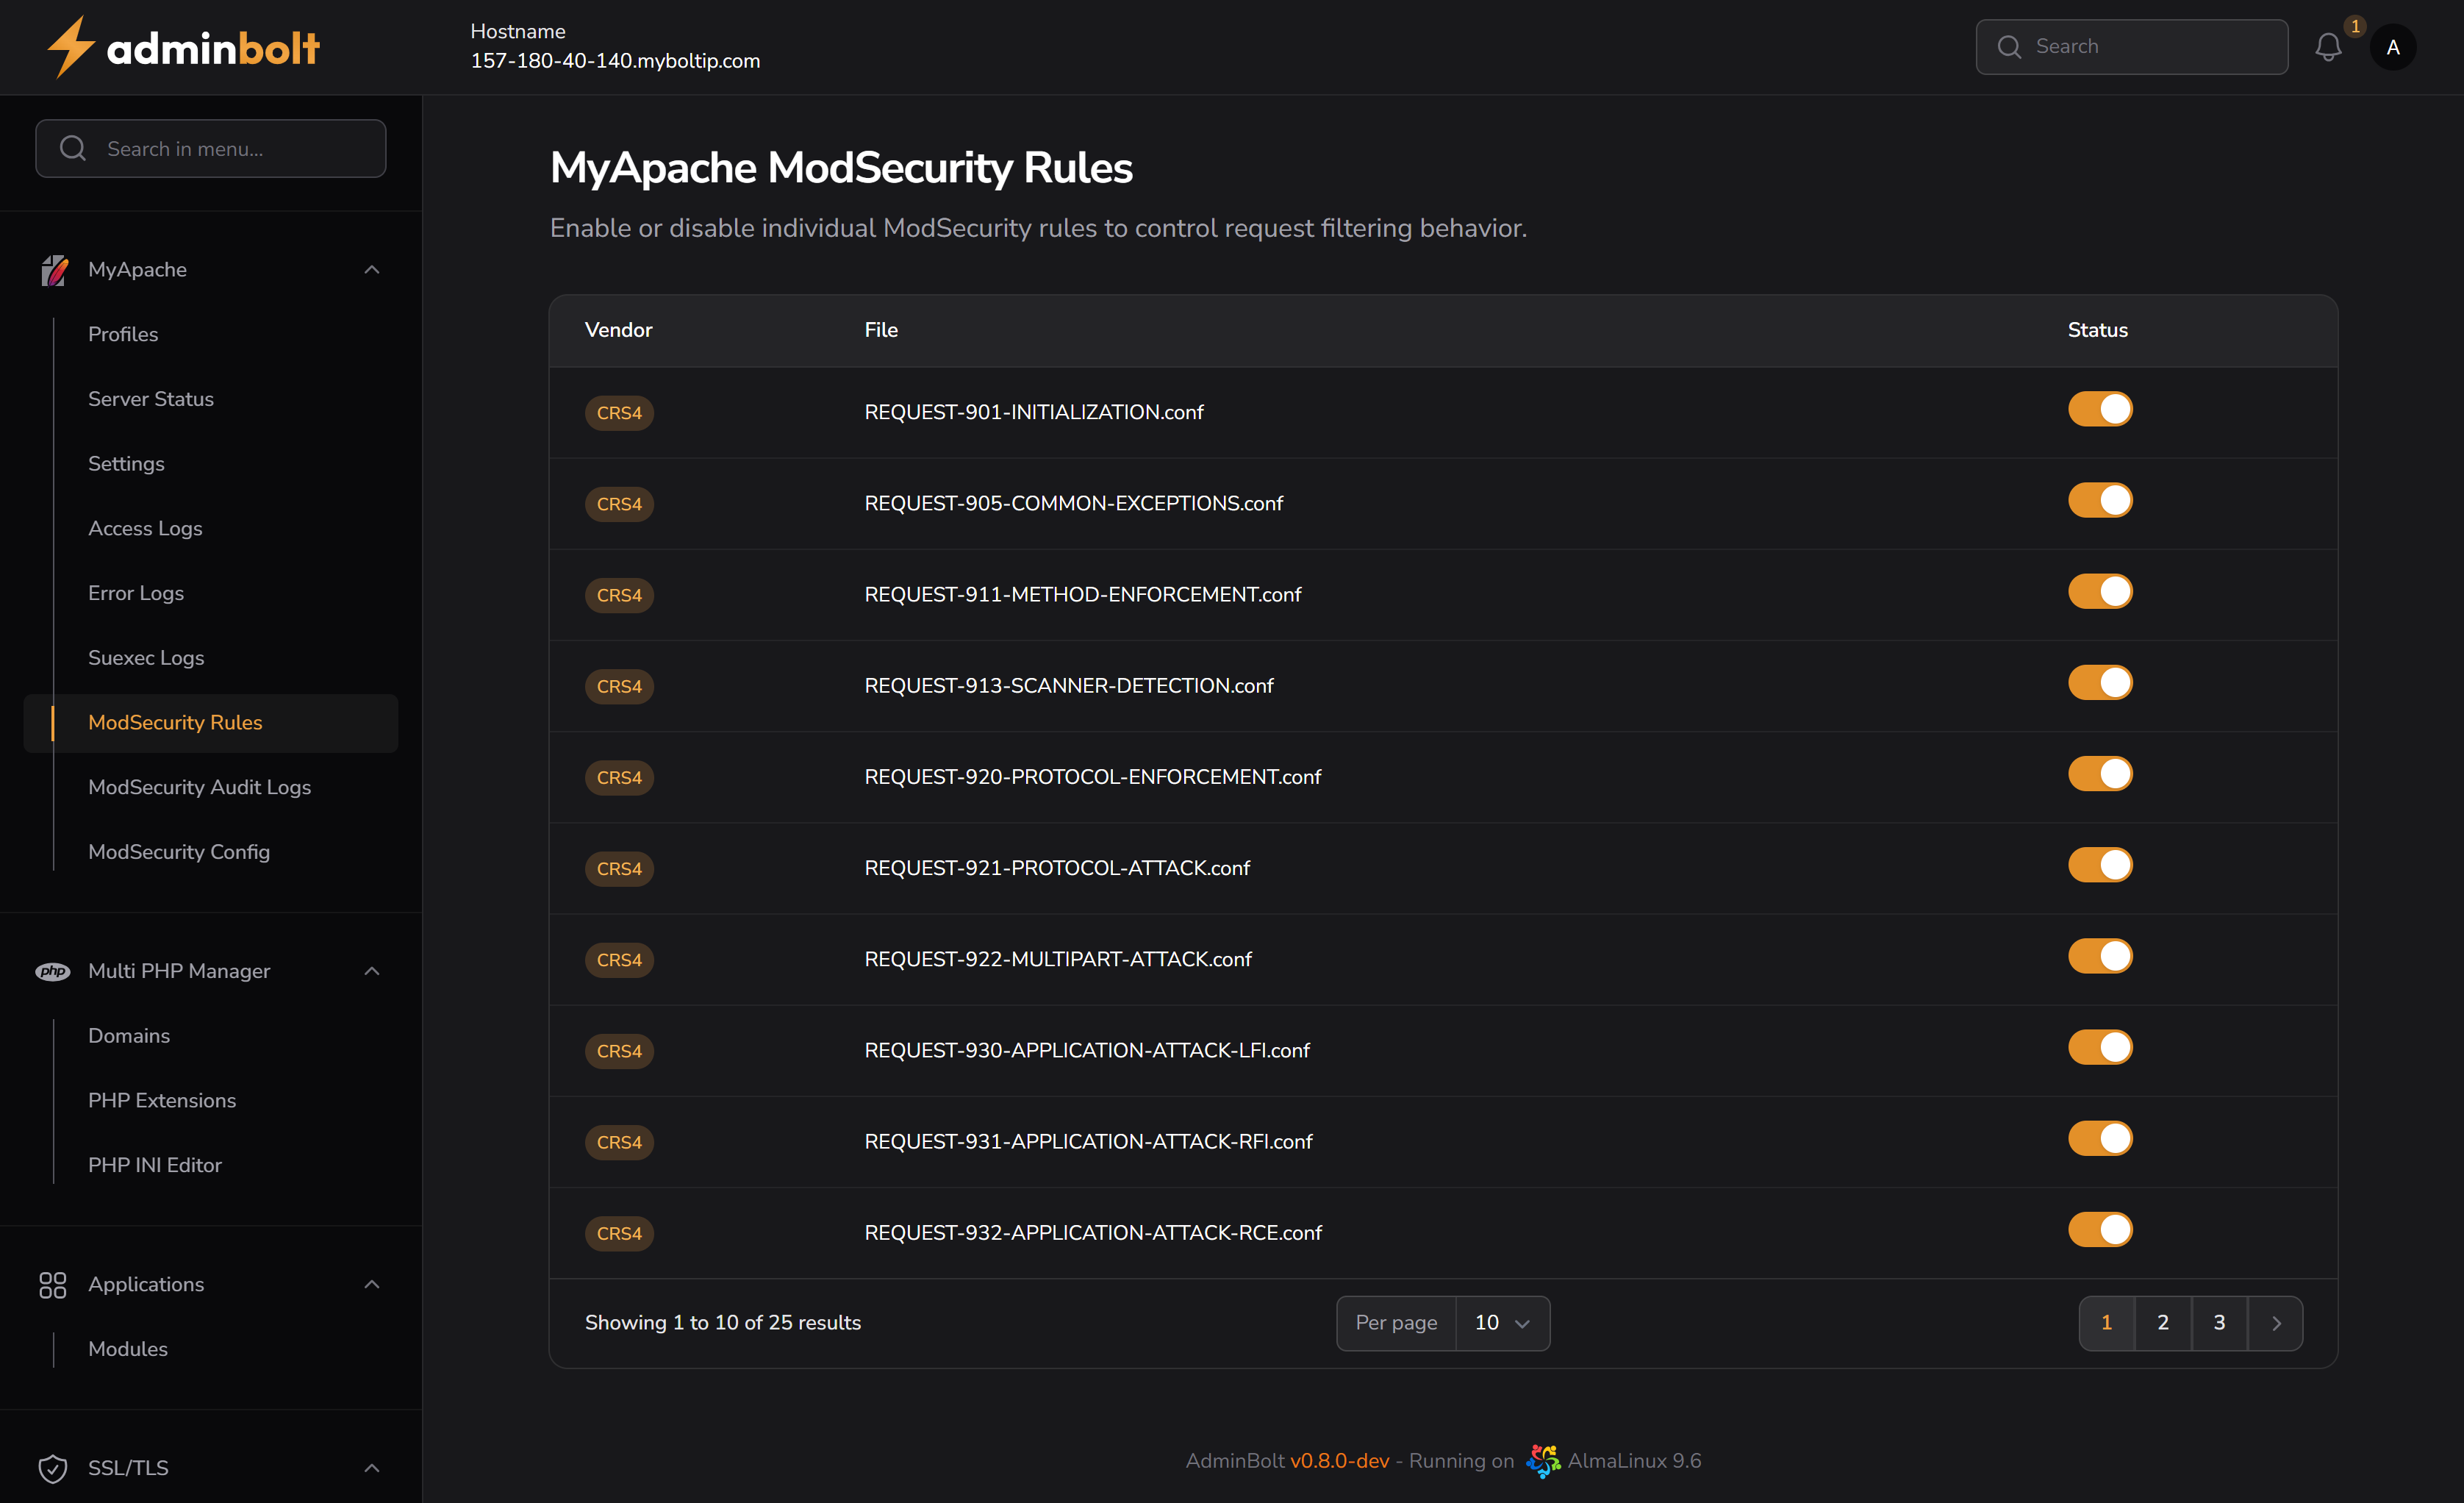 adminbolt
Hostname
157-180-40-140.myboltip.com
Search
1
A
Search in menu...
MyApache
Profiles
Server Status
Settings
Access Logs
Error Logs
Suexec Logs
ModSecurity Rules
ModSecurity Audit Logs
ModSecurity Config
php
Multi PHP Manager
Domains
PHP Extensions
PHP INI Editor
Applications
Modules
SSL/TLS
MyApache ModSecurity Rules
Enable or disable individual ModSecurity rules to control request filtering behavior.
Vendor File Status
CRS4 REQUEST-901-INITIALIZATION.conf
CRS4 REQUEST-905-COMMON-EXCEPTIONS.conf
CRS4 REQUEST-911-METHOD-ENFORCEMENT.conf
CRS4 REQUEST-913-SCANNER-DETECTION.conf
CRS4 REQUEST-920-PROTOCOL-ENFORCEMENT.conf
CRS4 REQUEST-921-PROTOCOL-ATTACK.conf
CRS4 REQUEST-922-MULTIPART-ATTACK.conf
CRS4 REQUEST-930-APPLICATION-ATTACK-LFI.conf
CRS4 REQUEST-931-APPLICATION-ATTACK-RFI.conf
CRS4 REQUEST-932-APPLICATION-ATTACK-RCE.conf
Showing 1 to 10 of 25 results Per page 10 1 2 3
AdminBolt v0.8.0-dev - Running on AlmaLinux 9.6